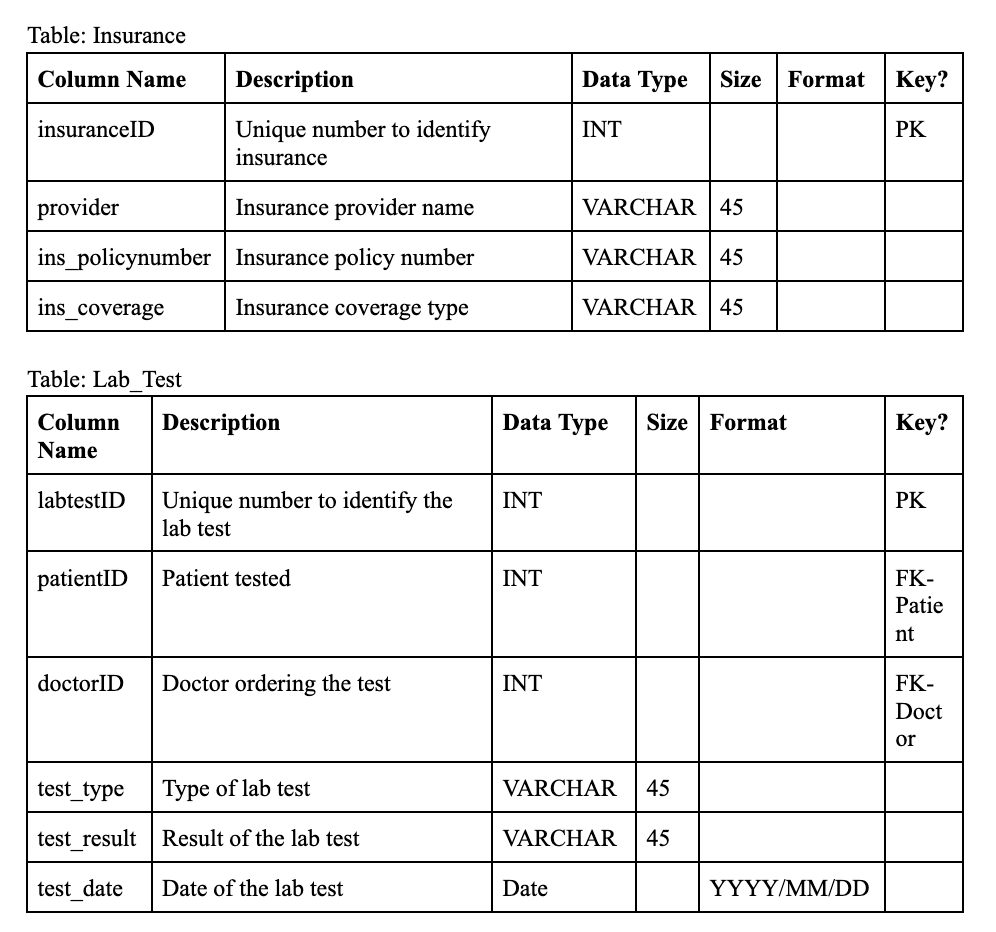 Table: Insurance
Column Name Description Data Type Size Format Key?
insuranceID Unique number to identify INT PK
insurance
provider Insurance provider name VARCHAR 45
ins_policynumber Insurance policy number VARCHAR 45
ins_coverage Insurance coverage type VARCHAR 45
Table: Lab_Test
Column Description Data Type Size Format Key?
Name
labtestID Unique number to identify the INT PK
lab test
patientID Patient tested INT FK-
Patie
nt
doctorID Doctor ordering the test INT FK-
Doct
or
test_type Type of lab test VARCHAR 45
test_result Result of the lab test VARCHAR 45
test_date Date of the lab test Date YYYY/MM/DD